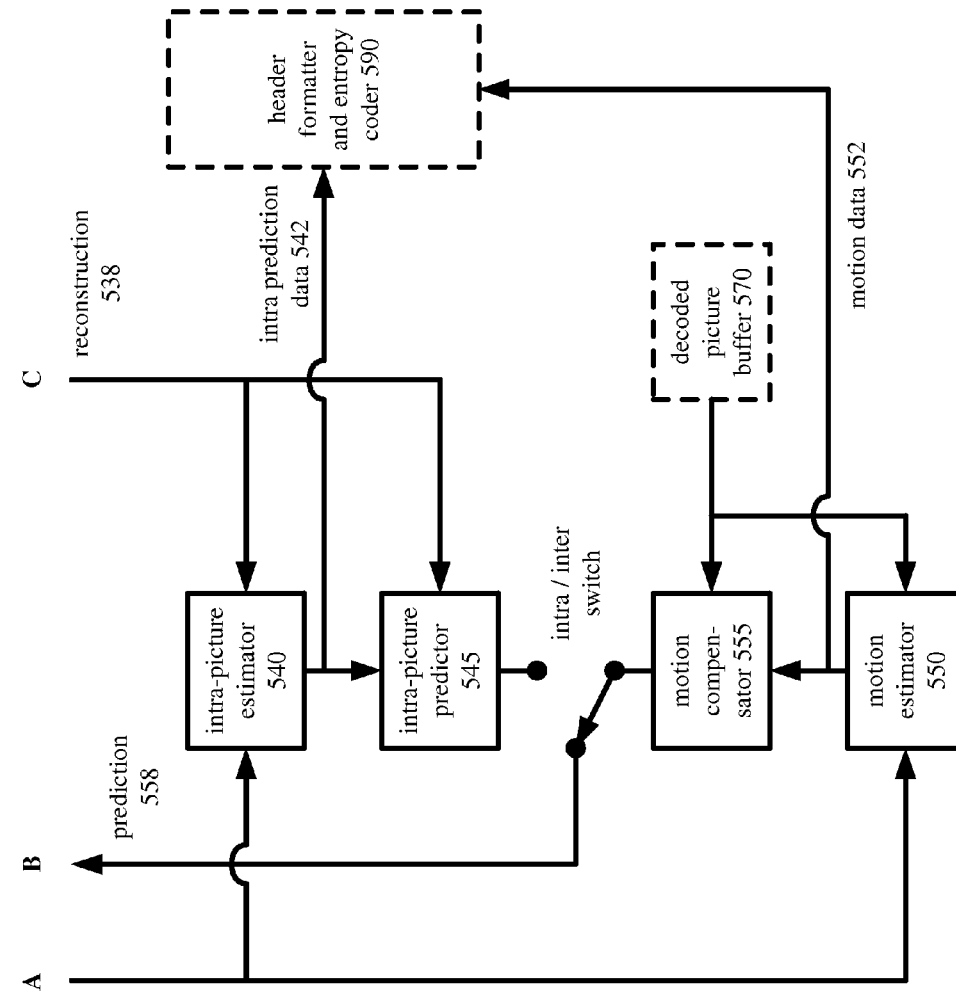 A
B
C
prediction
558
reconstruction
538
intra-picture
estimator
540
intra prediction
data 542
header
formatter
and entropy
coder 590
intra-picture
predictor
545
intra / inter
switch
motion
compen-
sator 555
decoded
picture
buffer 570
motion
estimator
550
motion data 552